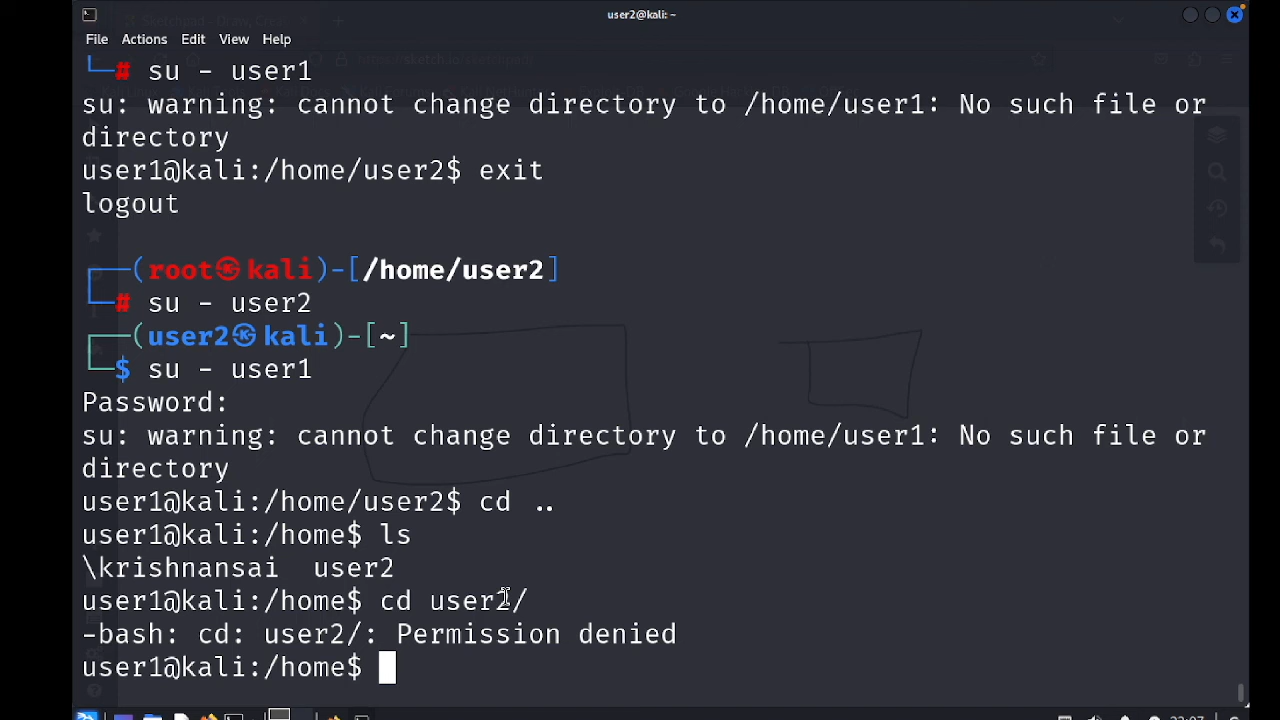 user2@kali: ~
File Actions Edit View Help
└─# su - user1
su: warning: cannot change directory to /home/user1: No such file or
directory
user1@kali:/home/user2$ exit
logout
┌──(root㉿kali)-[/home/user2]
└─# su - user2
┌──(user2㉿kali)-[~]
└─$ su - user1
Password:
su: warning: cannot change directory to /home/user1: No such file or
directory
user1@kali:/home/user2$ cd ..
user1@kali:/home$ ls
\krishnansai user2
user1@kali:/home$ cd user2/
-bash: cd: user2/: Permission denied
user1@kali:/home$